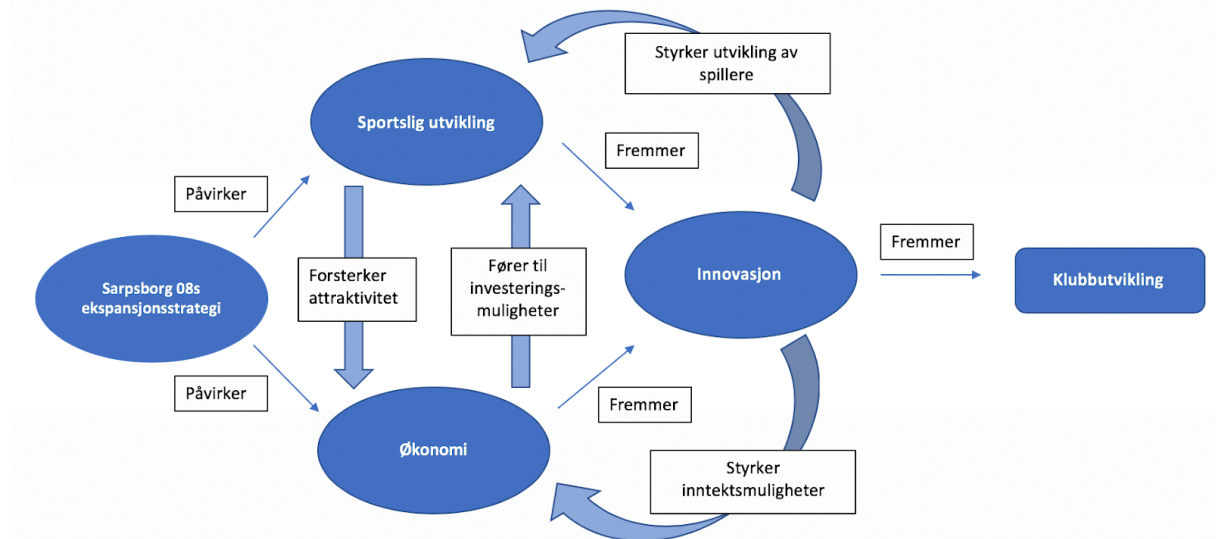 Styrker utvikling av
spillere
Sportslig utvikling
Fremmer
Påvirker
Sarpsborg 08s
ekspansjonsstrategi
Forsterker
attraktivitet
Fører til
investerings-
muligheter
Innovasjon
Fremmer
Klubbutvikling
Påvirker
Fremmer
Økonomi
Styrker
inntektsmuligheter